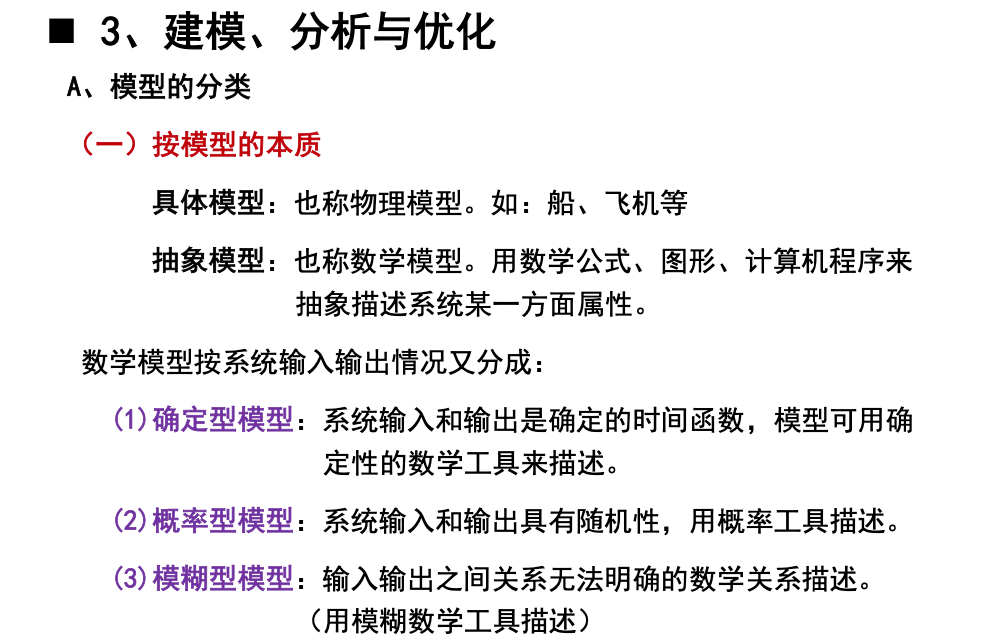 ■ 3、建模、分析与优化
A、模型的分类
（一）按模型的本质
具体模型：也称物理模型。如：船、飞机等
抽象模型：也称数学模型。用数学公式、图形、计算机程序来
抽象描述系统某一方面属性。
数学模型按系统输入输出情况又分成：
(1)确定型模型：系统输入和输出是确定的时间函数，模型可用确
定性的数学工具来描述。
(2)概率型模型：系统输入和输出具有随机性，用概率工具描述。
(3)模糊型模型：输入输出之间关系无法明确的数学关系描述。
（用模糊数学工具描述）